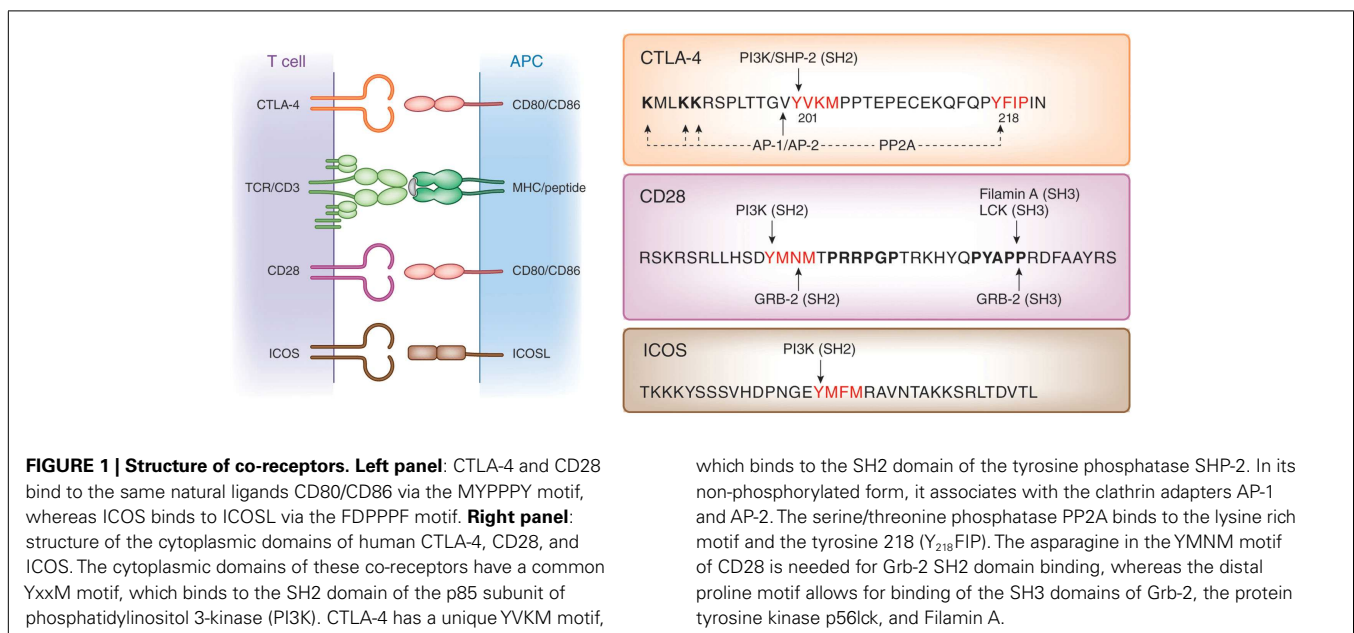 T cell
APC
CTLA-4
CD80/CD86
TCR/CD3
MHC/peptide
CD28
CD80/CD86
ICOS
ICOSL
CTLA-4
PI3K/SHP-2 (SH2)
KMLKKRSPLTTGVYVKMPPTEPECEKQFQPYFIPIN
201
218
AP-1/AP-2
PP2A
CD28
Filamin A (SH3)
PI3K (SH2)
LCK (SH3)
RSKRSRLLHSDYMNMTPRRPGPTRKHYQPYAPPRDFAAYRS
GRB-2 (SH2)
GRB-2 (SH3)
ICOS
PI3K (SH2)
TKKKYSSSVHDPNGEYMFMRAVNTAKKSRLTDVTL
FIGURE 1 | Structure of co-receptors. Left panel: CTLA-4 and CD28
bind to the same natural ligands CD80/CD86 via the MYPPPY motif,
whereas ICOS binds to ICOSL via the FDPPPF motif. Right panel:
structure of the cytoplasmic domains of human CTLA-4, CD28, and
ICOS. The cytoplasmic domains of these co-receptors have a common
YxxM motif, which binds to the SH2 domain of the p85 subunit of
phosphatidylinositol 3-kinase (PI3K). CTLA-4 has a unique YVKM motif,
which binds to the SH2 domain of the tyrosine phosphatase SHP-2. In its
non-phosphorylated form, it associates with the clathrin adapters AP-1
and AP-2. The serine/threonine phosphatase PP2A binds to the lysine rich
motif and the tyrosine 218 (Y₂₁₈FIP). The asparagine in the YMNM motif
of CD28 is needed for Grb-2 SH2 domain binding, whereas the distal
proline motif allows for binding of the SH3 domains of Grb-2, the protein
tyrosine kinase p56lck, and Filamin A.